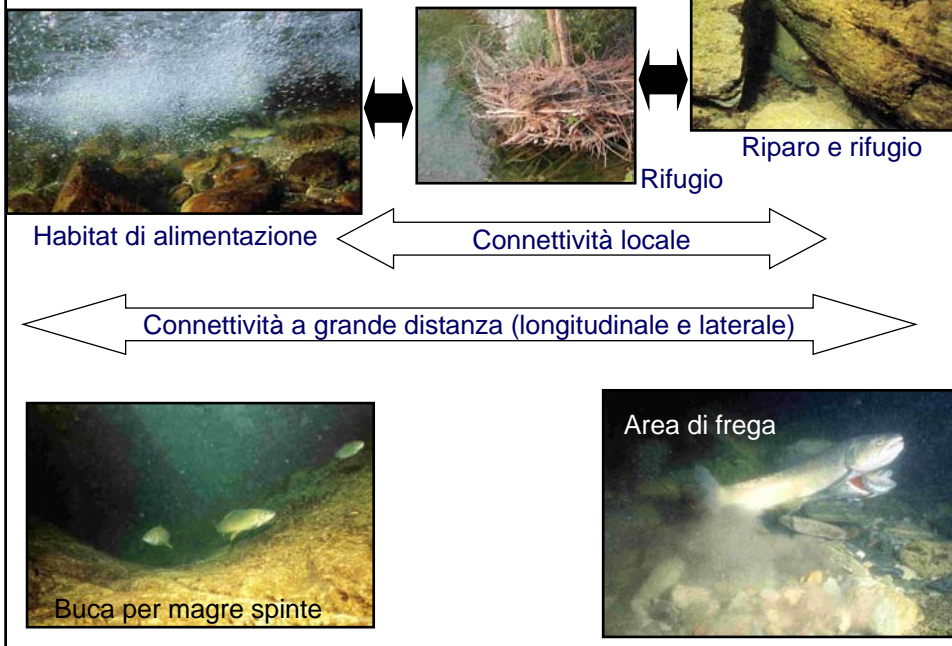 Riparo e rifugio
Rifugio
Habitat di alimentazione
Connettività locale
Connettività a grande distanza (longitudinale e laterale)
Area di frega
Buca per magre spinte